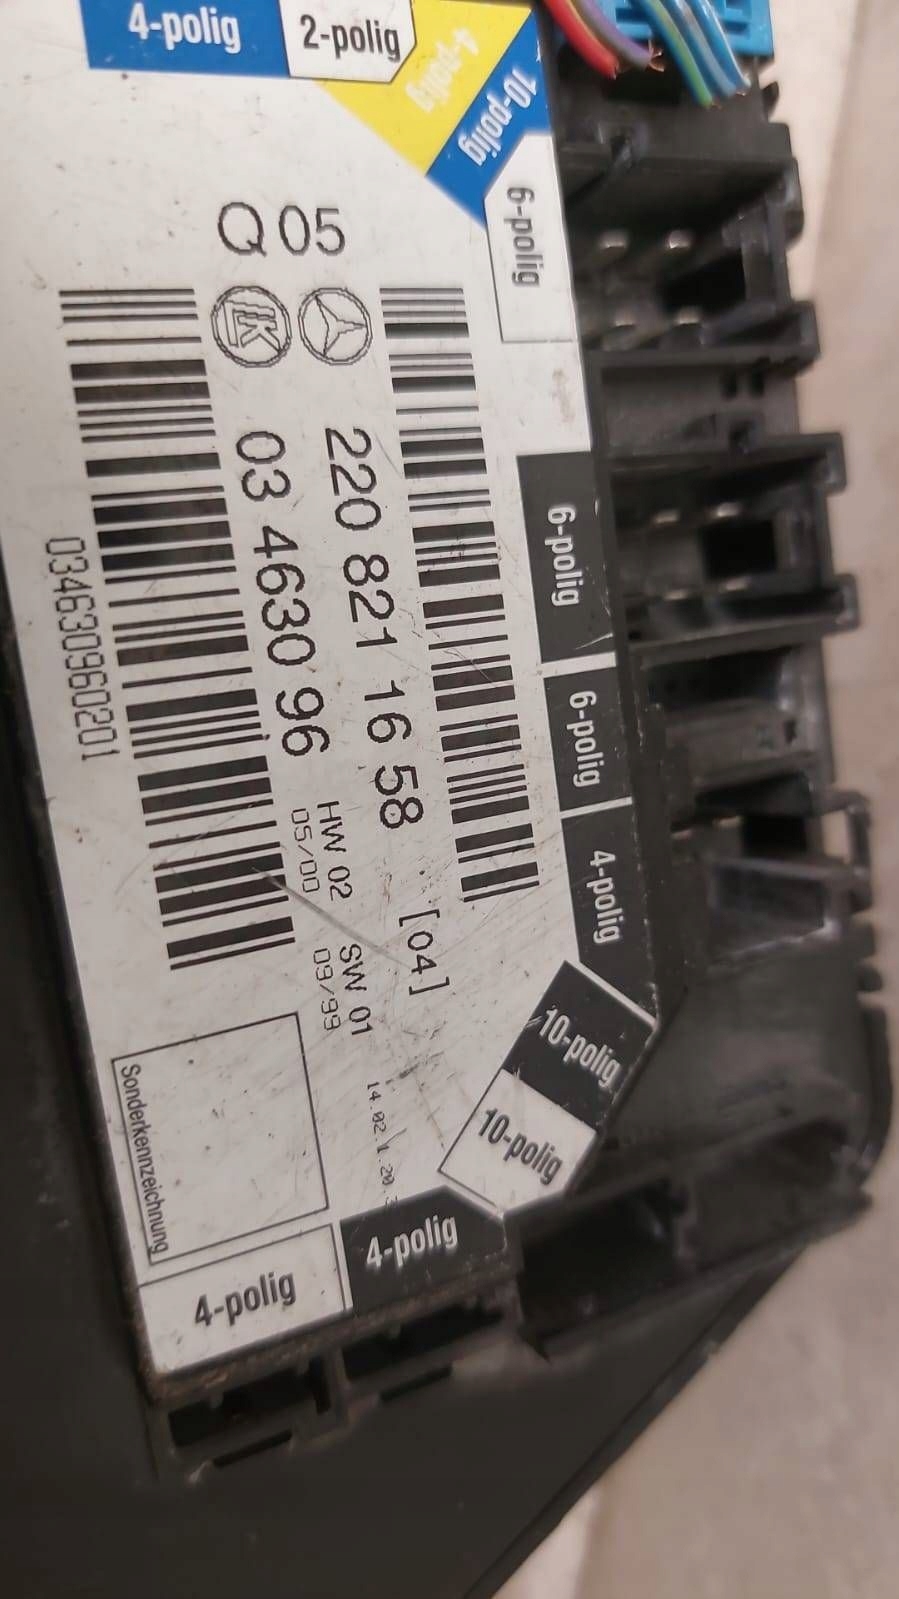 4-polig
2-polig
4-polig
10-polig
6-polig
Q 05
LK
220 821 16 58 [04]
03 4630 96
HW 02 SW 01
05/00 09/99
034630960201
6-polig
6-polig
4-polig
10-polig
10-polig
4-polig
4-polig
Sonderkennzeichnung